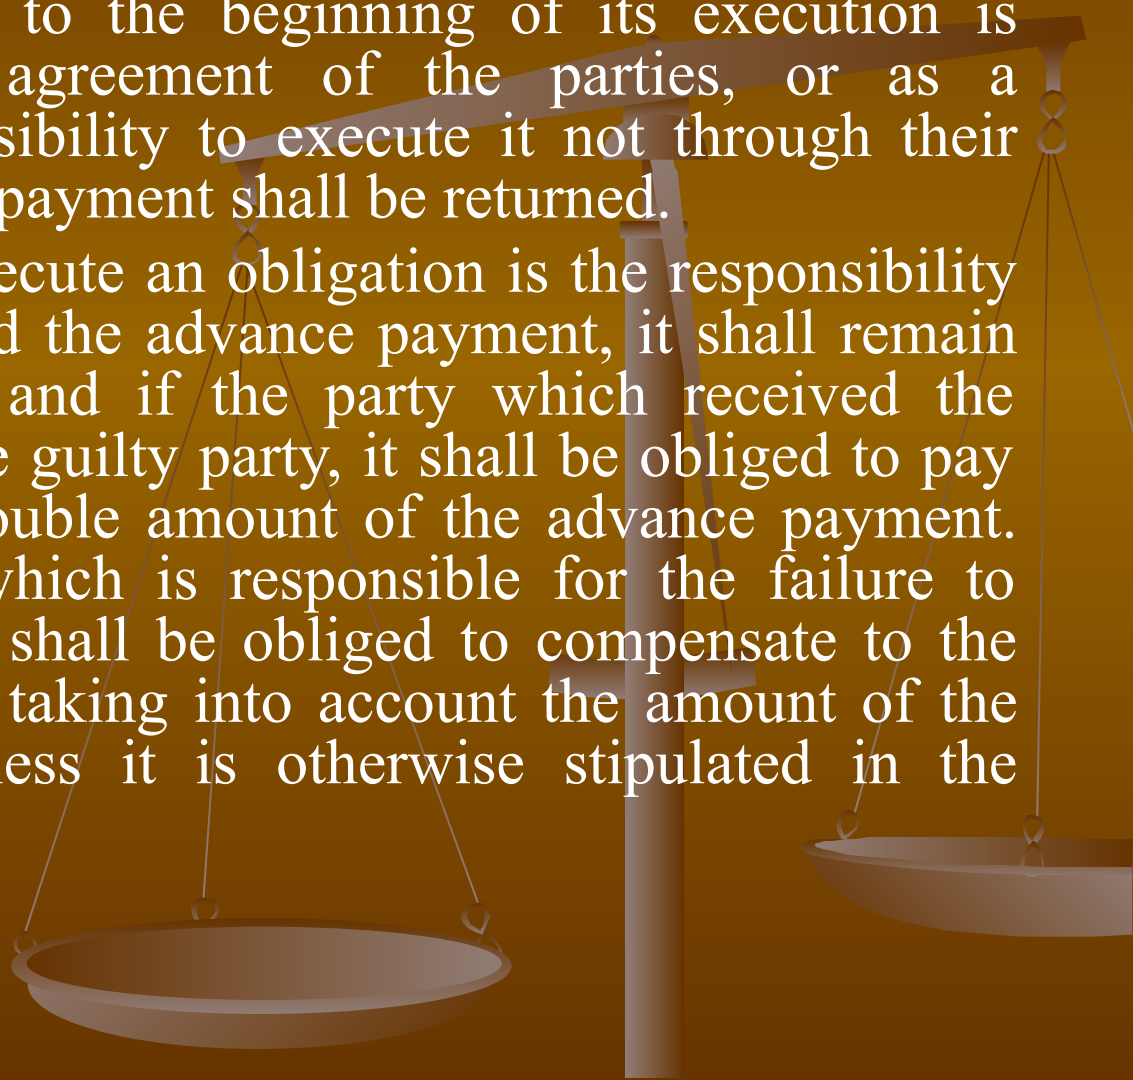 to the beginning of its execution is
agreement of the parties, or as a
sibility to execute it not through their
payment shall be returned.
ecute an obligation is the responsibility
d the advance payment, it shall remain
and if the party which received the
e guilty party, it shall be obliged to pay
ouble amount of the advance payment.
which is responsible for the failure to
shall be obliged to compensate to the
taking into account the amount of the
less it is otherwise stipulated in the